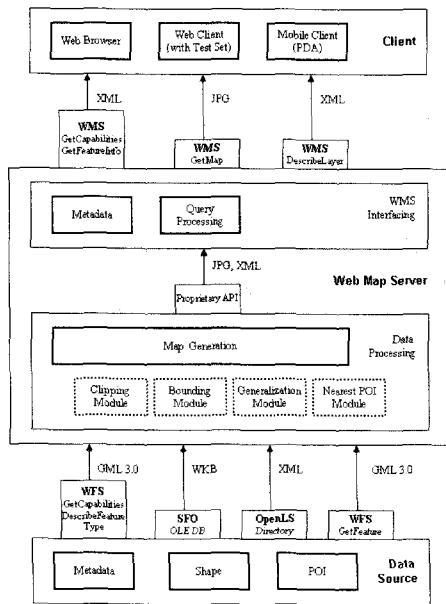 Web Browser
Web Client
(with Test Set)
Mobile Client
(PDA)
Client
XML
JPG
XML
WMS
GetCapabilities
GetFeatureInfo
WMS
GetMap
WMS
DescribeLayer
Metadata
Query
Processing
WMS
Interfacing
JPG, XML
Proprietary API
Web Map Server
Map Generation
Data
Processing
Clipping
Module
Bounding
Module
Generalization
Module
Nearest POI
Module
GML 3.0
WKB
XML
GML 3.0
WFS
GetCapabilities
DescribeFeature
Type
SFO
OLE DB
OpenLS
Directory
WFS
GetFeature
Metadata
Shape
POI
Data
Source